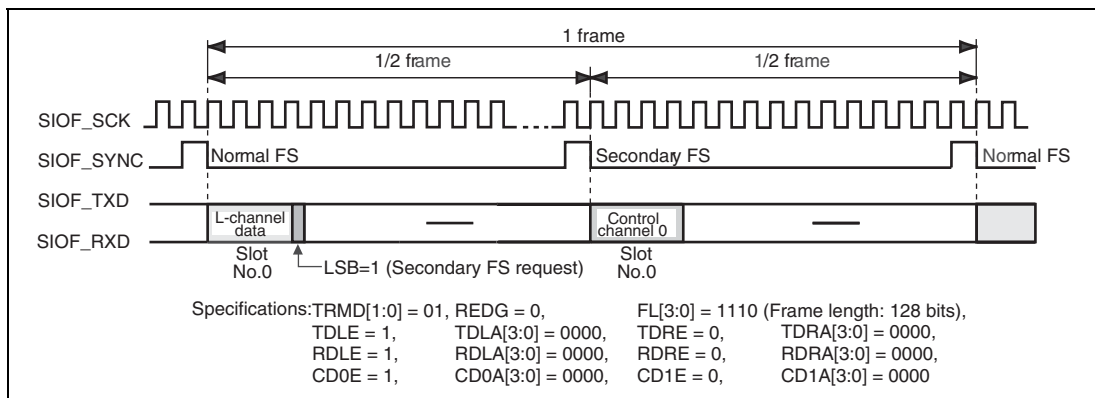 1 frame
1/2 frame 1/2 frame
SIOF_SCK
SIOF_SYNC Normal FS Secondary FS Normal FS
SIOF_TXD
L-channel data Control channel 0
SIOF_RXD
Slot No.0 Slot No.0
LSB=1 (Secondary FS request)
Specifications: TRMD[1:0] = 01, REDG = 0, FL[3:0] = 1110 (Frame length: 128 bits),
TDLE = 1, TDLA[3:0] = 0000, TDRE = 0, TDRA[3:0] = 0000,
RDLE = 1, RDLA[3:0] = 0000, RDRE = 0, RDRA[3:0] = 0000,
CD0E = 1, CD0A[3:0] = 0000, CD1E = 0, CD1A[3:0] = 0000